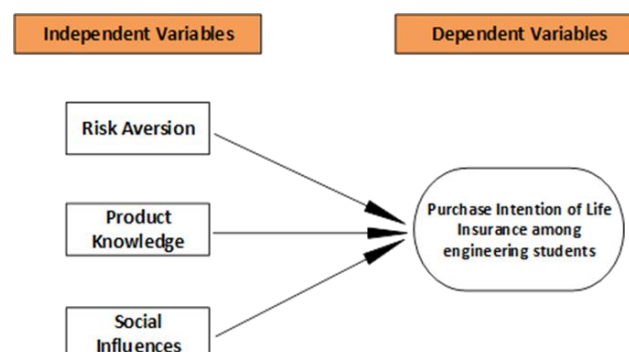 Independent Variables
Dependent Variables
Risk Aversion
Product
Knowledge
Social
Influences
Purchase Intention of Life
Insurance among
engineering students